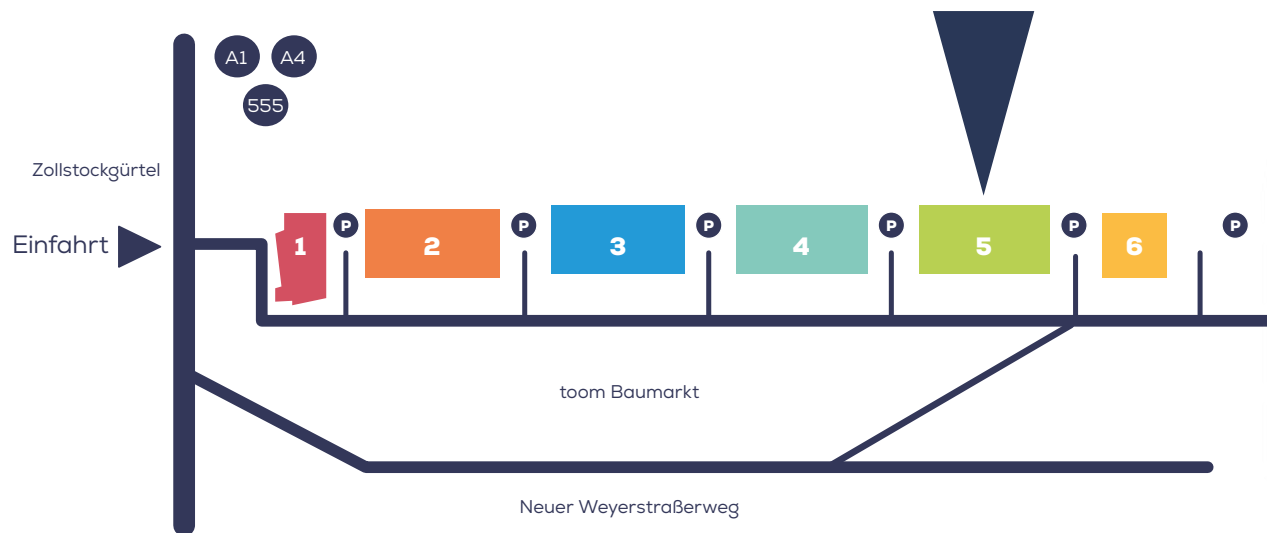 A1 A4
555
Zollstockgürtel
Einfahrt
P P P P P P
1 2 3 4 5 6
toom Baumarkt
Neuer Weyerstraßerweg